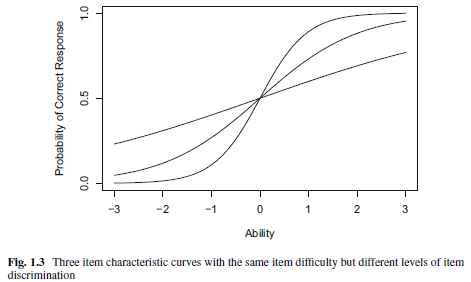 1.0
0.5
0.0
Probability of Correct Response
−3 −2 −1 0 1 2 3
Ability
Fig. 1.3 Three item characteristic curves with the same item difficulty but different levels of item
discrimination